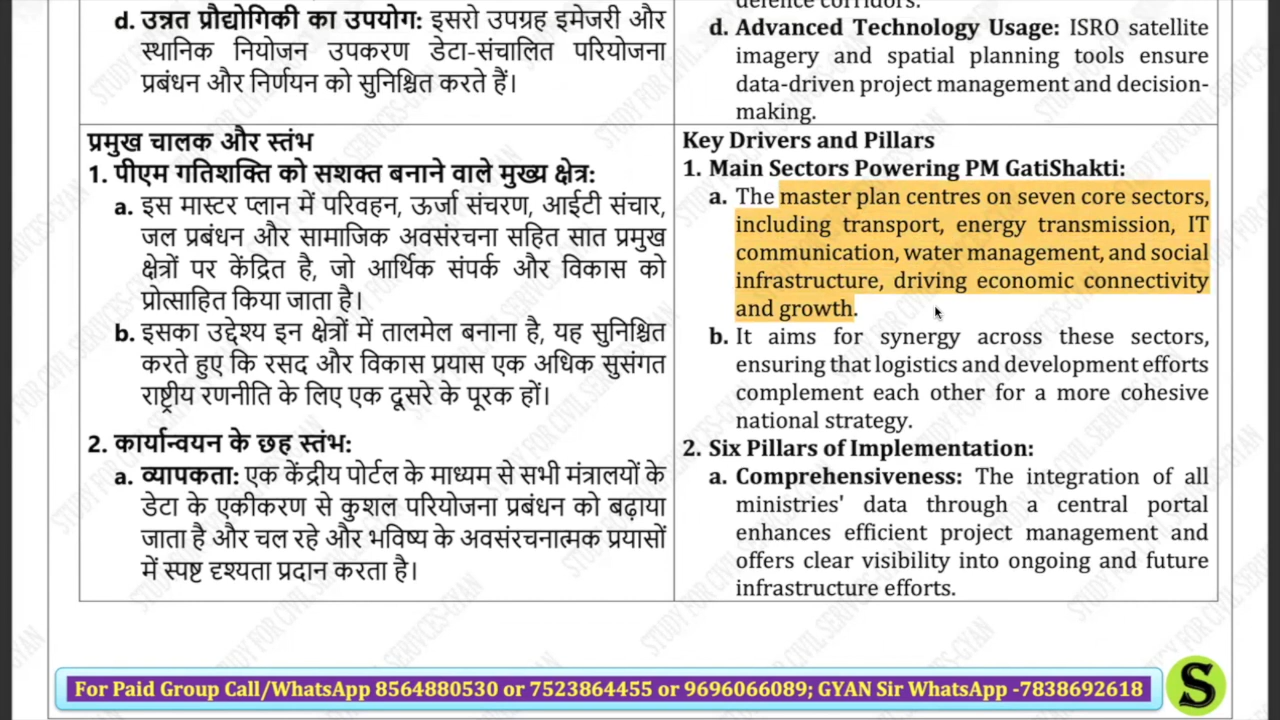 d. उन्नत प्रौद्योगिकी का उपयोग: इसरो उपग्रह इमेजरी और
स्थानिक नियोजन उपकरण डेटा-संचालित परियोजना
प्रबंधन और निर्णयन को सुनिश्चित करते हैं।
defence corridors.
d. Advanced Technology Usage: ISRO satellite
imagery and spatial planning tools ensure
data-driven project management and decision-
making.
प्रमुख चालक और स्तंभ
1. पीएम गतिशक्ति को सशक्त बनाने वाले मुख्य क्षेत्र:
a. इस मास्टर प्लान में परिवहन, ऊर्जा संचरण, आईटी संचार,
जल प्रबंधन और सामाजिक अवसंरचना सहित सात प्रमुख
क्षेत्रों पर केंद्रित है, जो आर्थिक संपर्क और विकास को
प्रोत्साहित किया जाता है।
b. इसका उद्देश्य इन क्षेत्रों में तालमेल बनाना है, यह सुनिश्चित
करते हुए कि रसद और विकास प्रयास एक अधिक सुसंगत
राष्ट्रीय रणनीति के लिए एक दूसरे के पूरक हों।
2. कार्यान्वयन के छह स्तंभ:
a. व्यापकता: एक केंद्रीय पोर्टल के माध्यम से सभी मंत्रालयों के
डेटा के एकीकरण से कुशल परियोजना प्रबंधन को बढ़ाया
जाता है और चल रहे और भविष्य के अवसंरचनात्मक प्रयासों
में स्पष्ट दृश्यता प्रदान करता है।
Key Drivers and Pillars
1. Main Sectors Powering PM GatiShakti:
a. The master plan centres on seven core sectors,
including transport, energy transmission, IT
communication, water management, and social
infrastructure, driving economic connectivity
and growth.
b. It aims for synergy across these sectors,
ensuring that logistics and development efforts
complement each other for a more cohesive
national strategy.
2. Six Pillars of Implementation:
a. Comprehensiveness: The integration of all
ministries' data through a central portal
enhances efficient project management and
offers clear visibility into ongoing and future
infrastructure efforts.
For Paid Group Call/WhatsApp 8564880530 or 7523864455 or 9696066089; GYAN Sir WhatsApp -7838692618
S